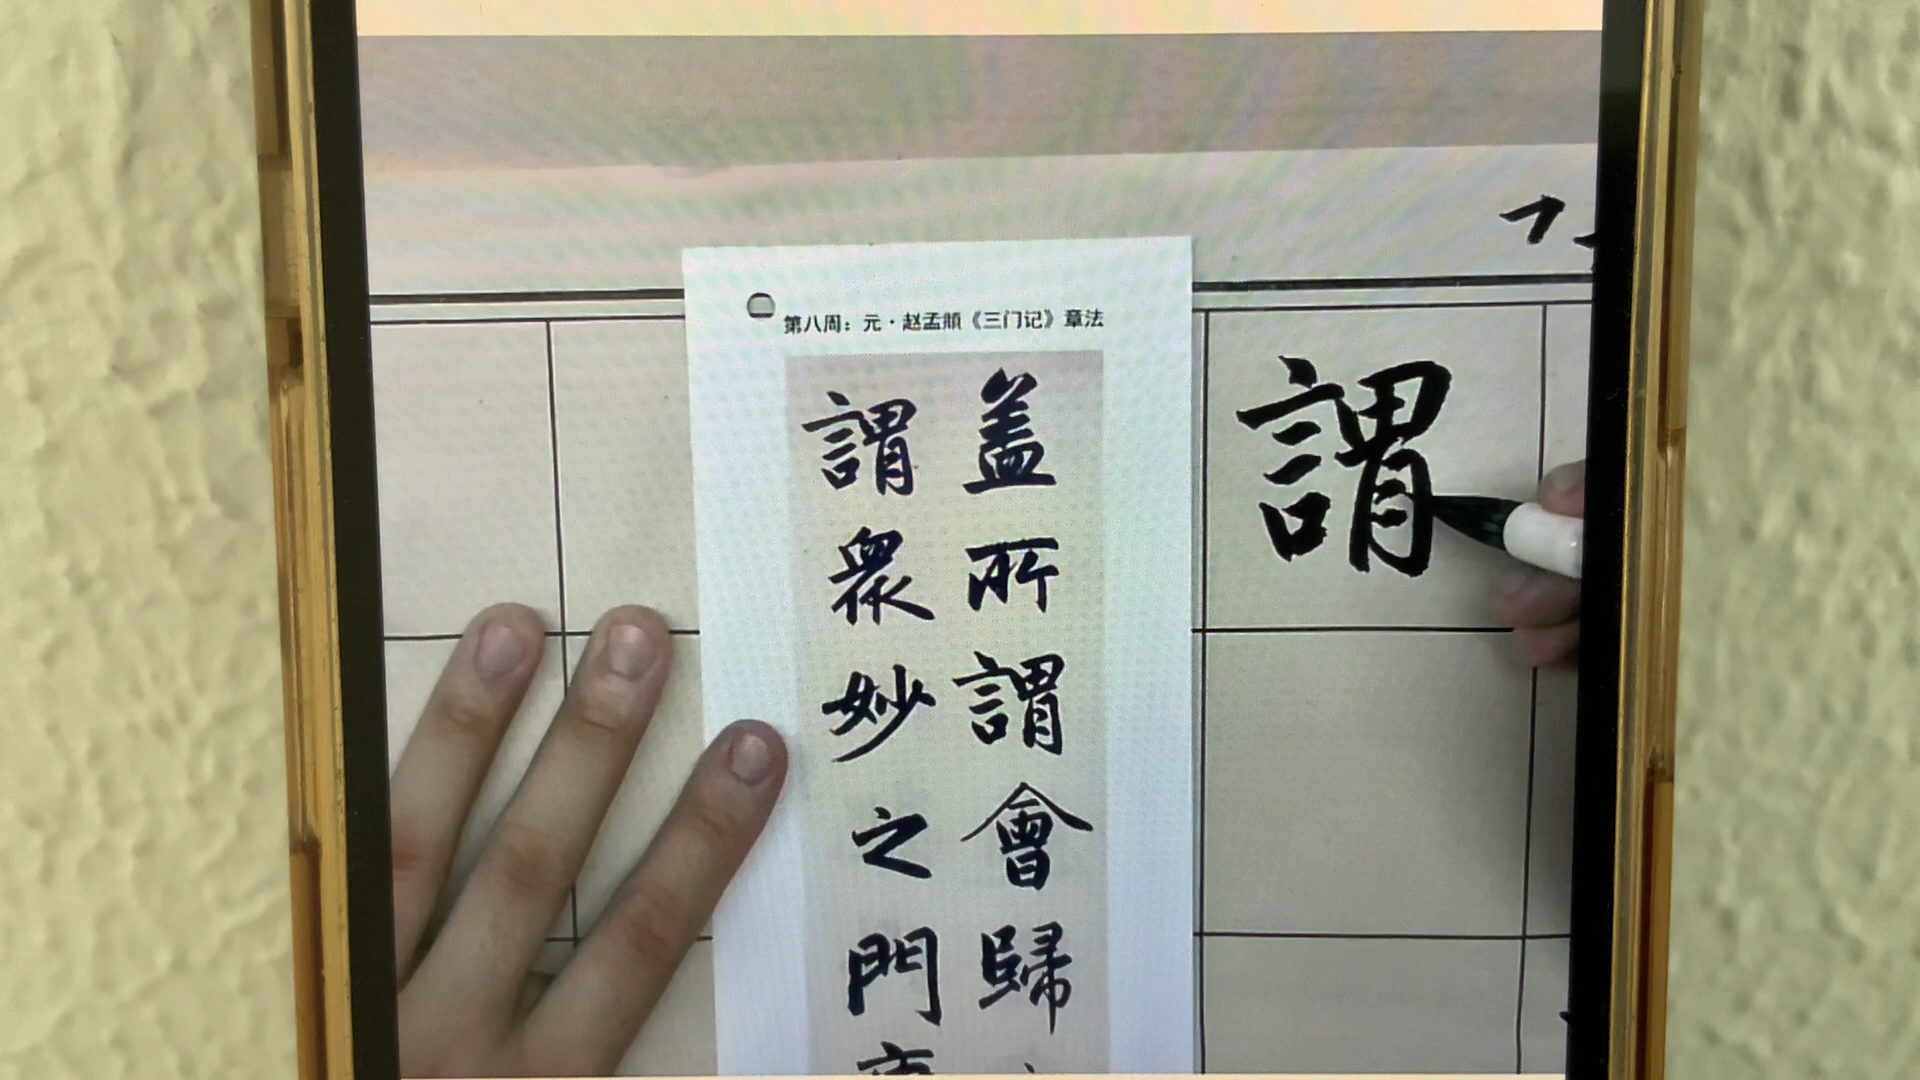 第八周：元·赵孟頫《三门记》章法
盖所謂會歸
謂衆妙之門
謂